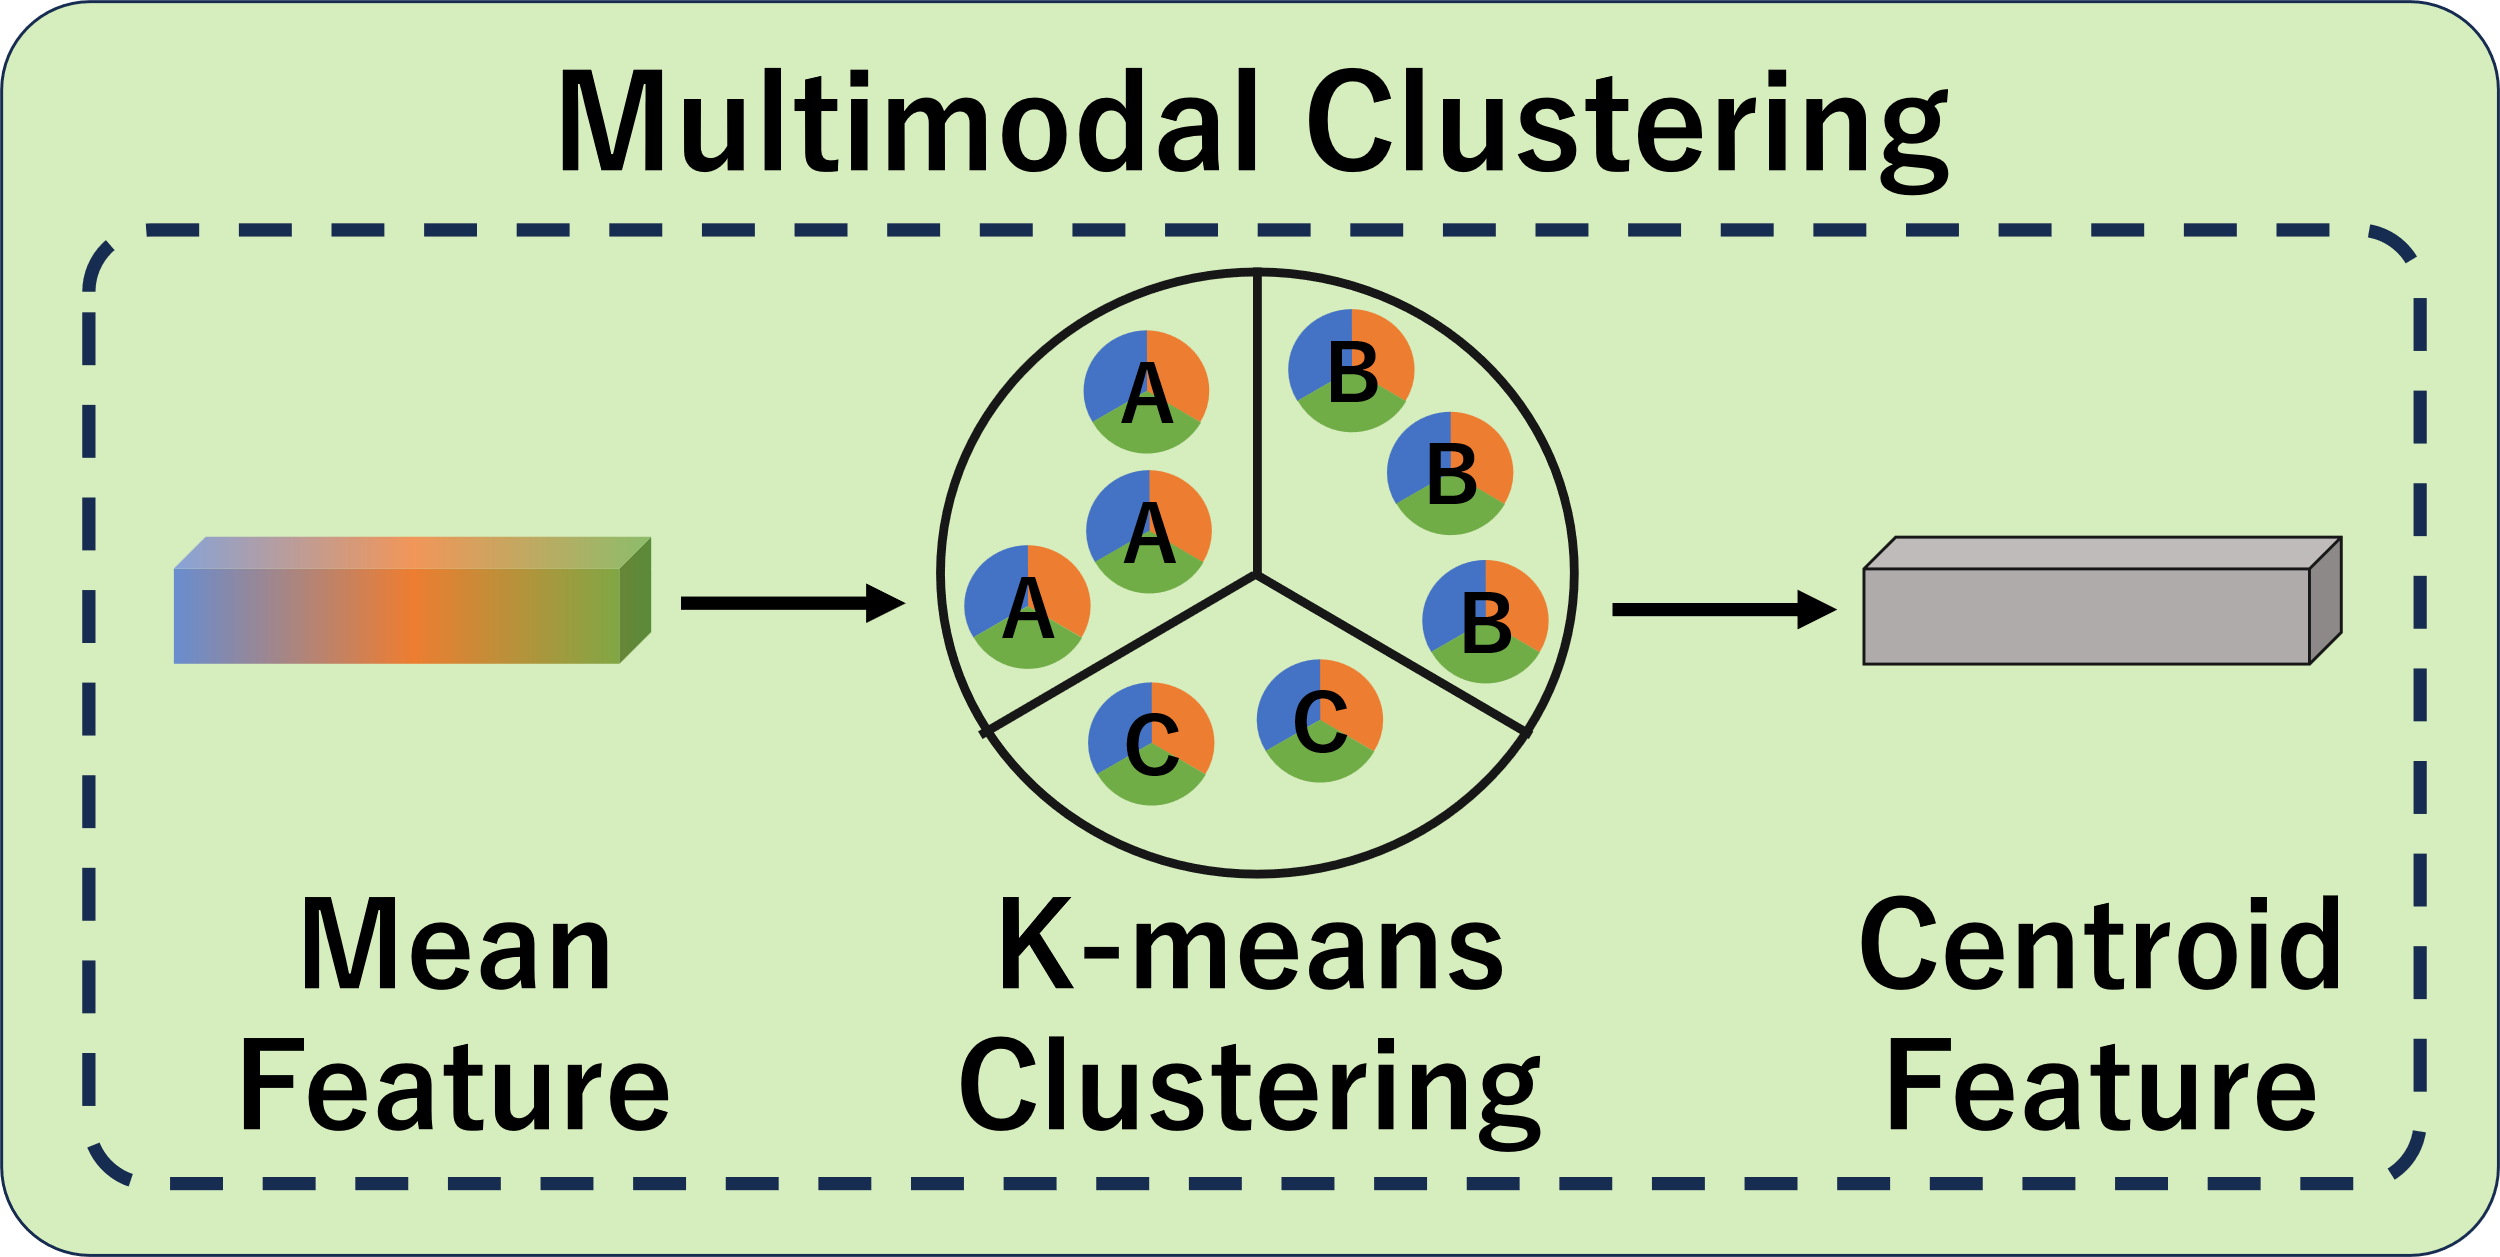 Multimodal Clustering
A
B
B
A
A
B
C
C
Mean
Feature
K-means
Clustering
Centroid
Feature